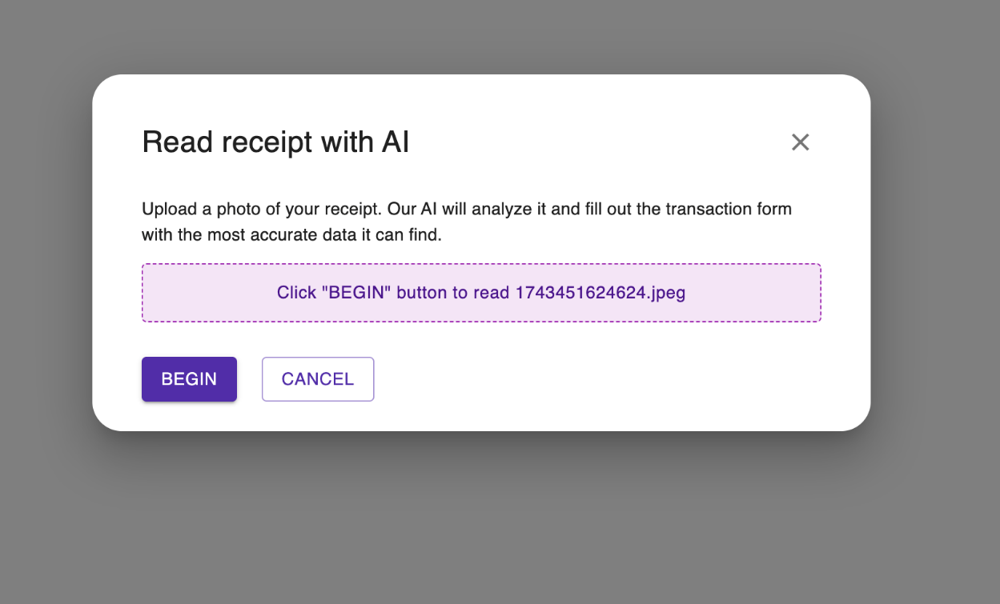 Read receipt with AI
Upload a photo of your receipt. Our AI will analyze it and fill out the transaction form
with the most accurate data it can find.
Click "BEGIN" button to read 1743451624624.jpeg
BEGIN CANCEL